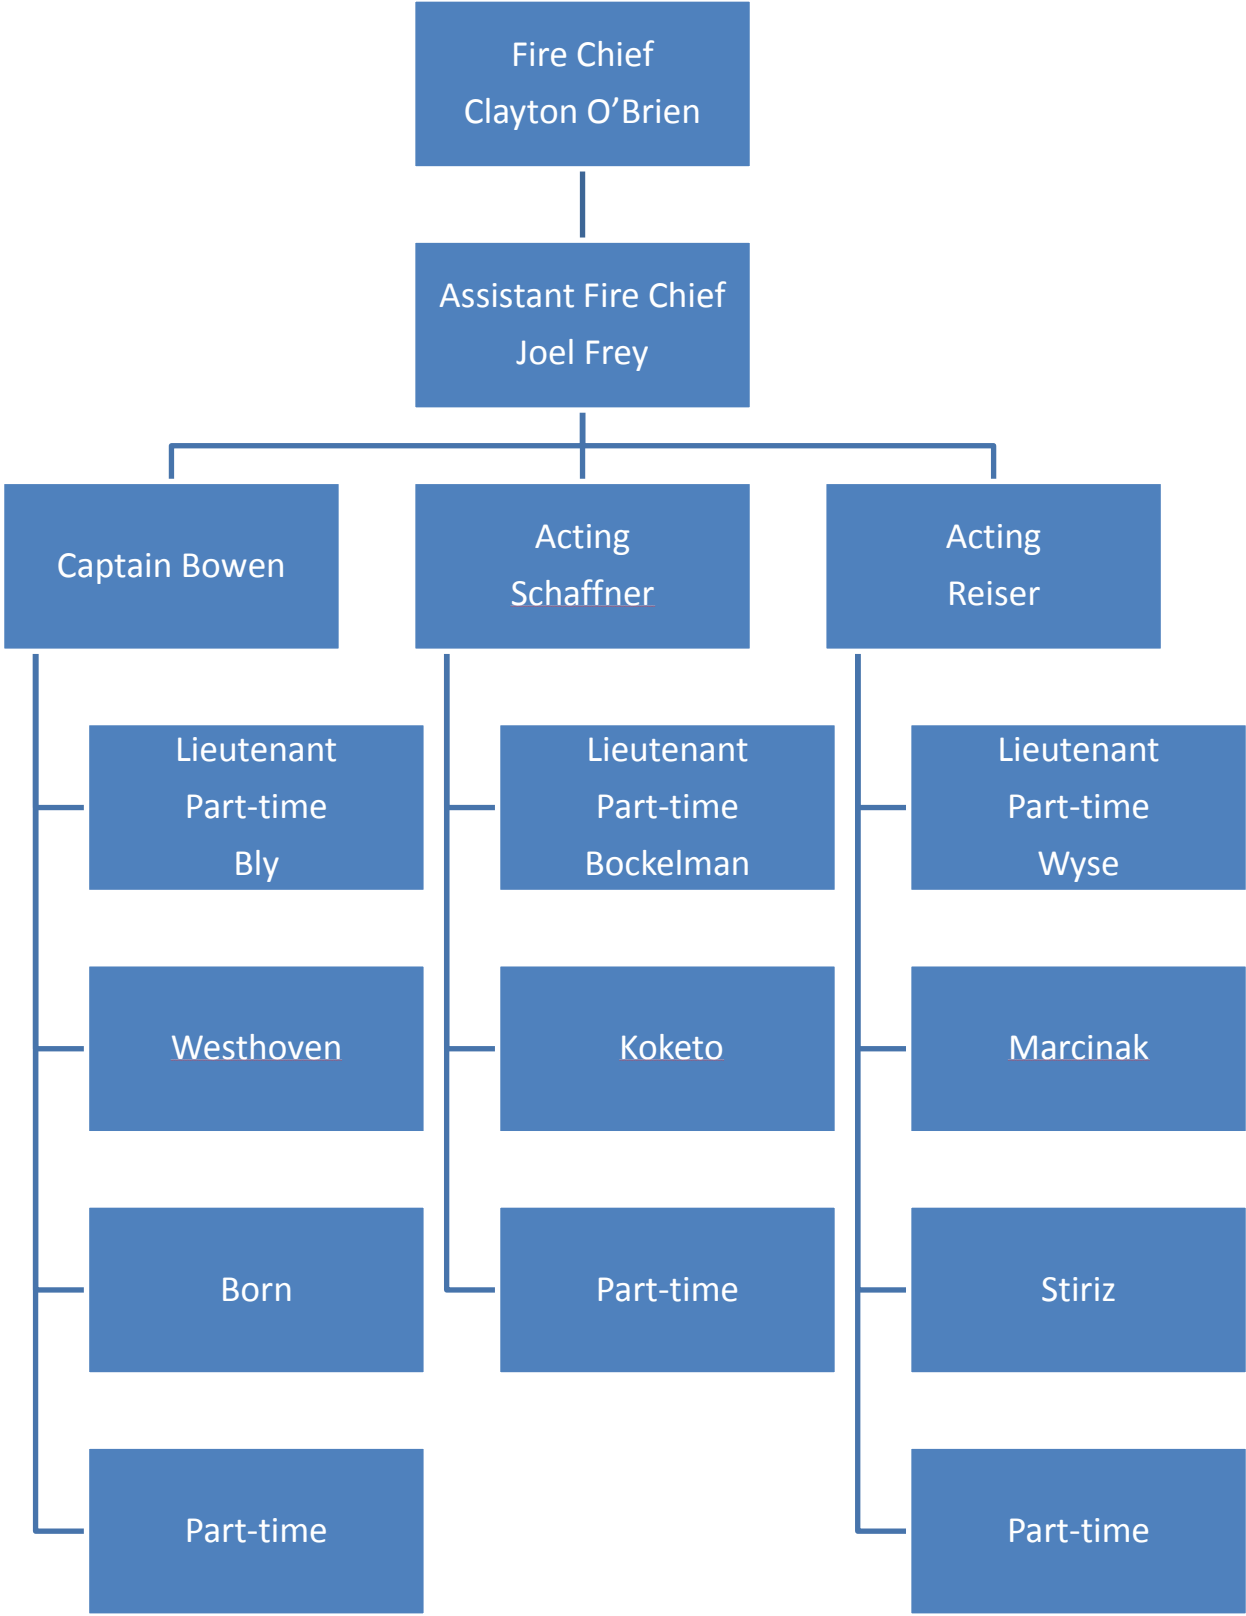 Fire Chief
Clayton O’Brien
Assistant Fire Chief
Joel Frey
Captain Bowen
Acting
Schaffner
Acting
Reiser
Lieutenant
Part-time
Bly
Lieutenant
Part-time
Bockelman
Lieutenant
Part-time
Wyse
Westhoven
Koketo
Marcinak
Born
Part-time
Stiriz
Part-time
Part-time